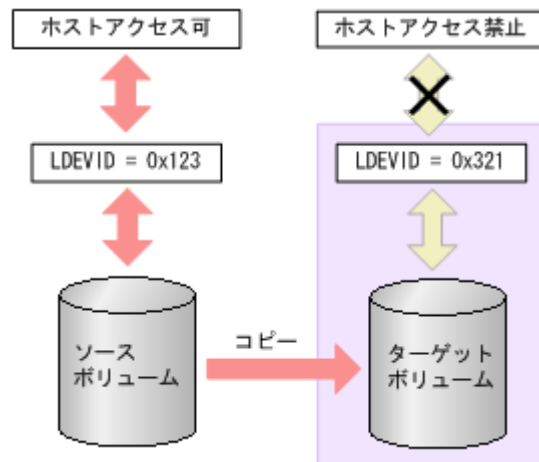 ホストアクセス可
ホストアクセス禁止
LDEVID = 0x123
LDEVID = 0x321
ソース
ボリューム
コピー
ターゲット
ボリューム